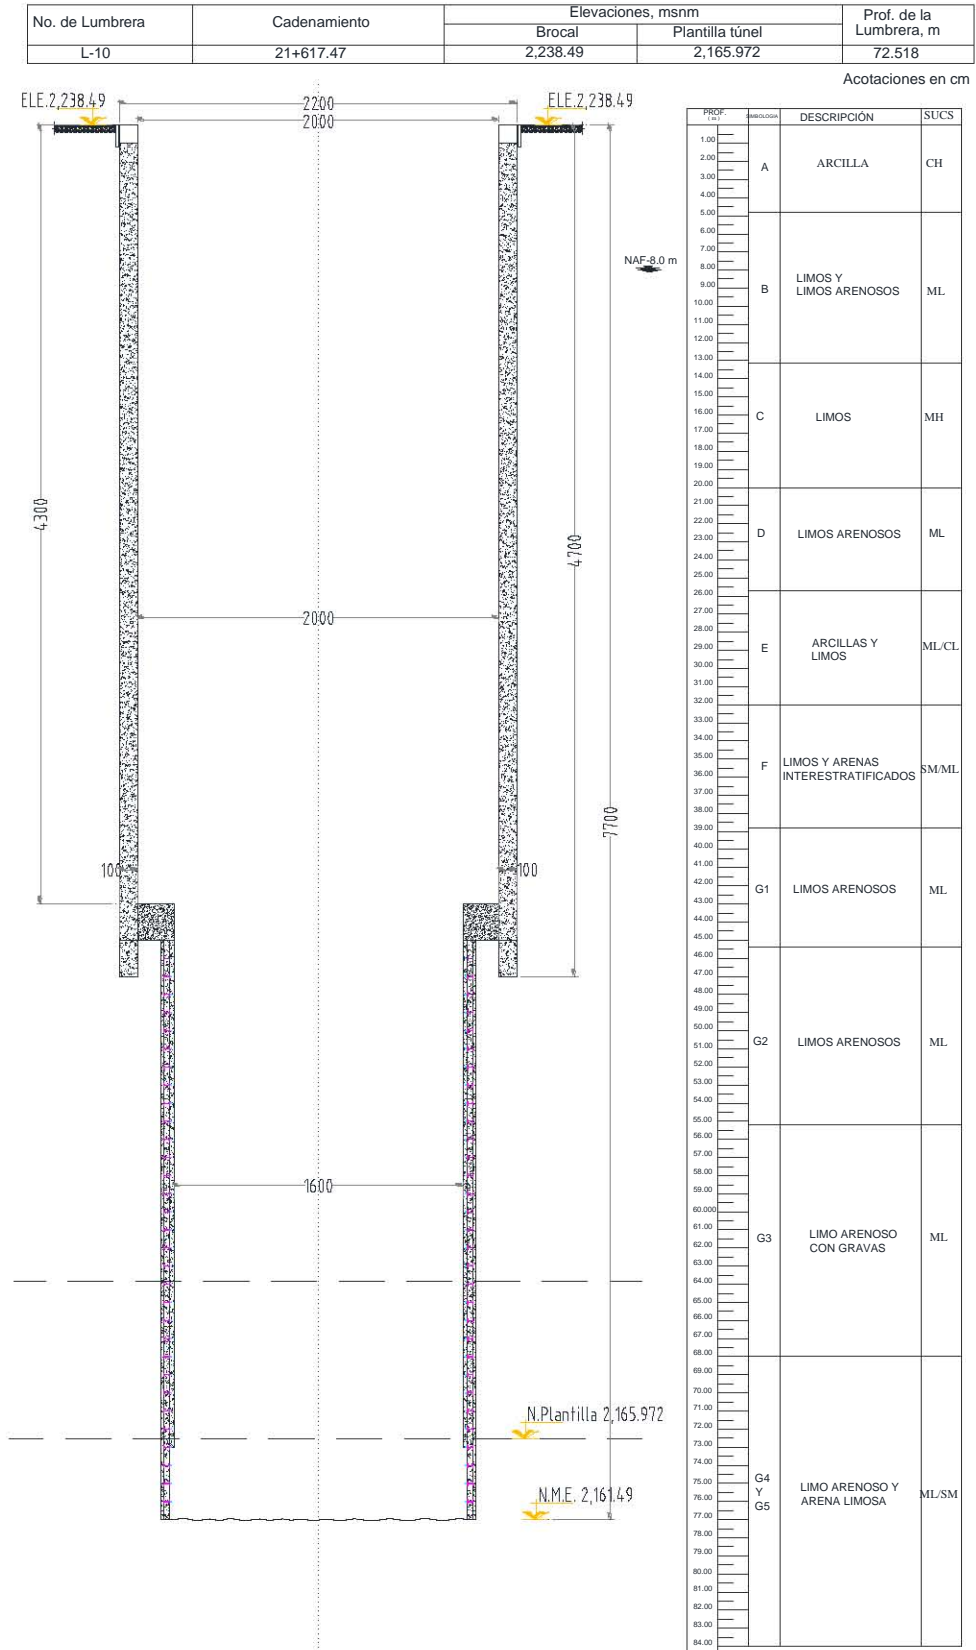 No. de Lumbrera
Cadenamiento
Elevaciones, msnm
Prof. de la
Lumbrera, m
Brocal
Plantilla túnel
L-10
21+617.47
2,238.49
2,165.972
72.518
Acotaciones en cm
ELE.2,238.49
2200
2000
ELE.2,238.49
NAF-8.0 m
4300
4700
2000
7700
100
100
1600
N.Plantilla 2,165.972
N.M.E. 2,161.49
PROF.
( m )
SIMBOLOGIA
DESCRIPCIÓN
SUCS
1.00
2.00
3.00
4.00
5.00
6.00
7.00
8.00
9.00
10.00
11.00
12.00
13.00
14.00
15.00
16.00
17.00
18.00
19.00
20.00
21.00
22.00
23.00
24.00
25.00
26.00
27.00
28.00
29.00
30.00
31.00
32.00
33.00
34.00
35.00
36.00
37.00
38.00
39.00
40.00
41.00
42.00
43.00
44.00
45.00
46.00
47.00
48.00
49.00
50.00
51.00
52.00
53.00
54.00
55.00
56.00
57.00
58.00
59.00
60.000
61.00
62.00
63.00
64.00
65.00
66.00
67.00
68.00
69.00
70.00
71.00
72.00
73.00
74.00
75.00
76.00
77.00
78.00
79.00
80.00
81.00
82.00
83.00
84.00
A
ARCILLA
CH
B
LIMOS Y
LIMOS ARENOSOS
ML
C
LIMOS
MH
D
LIMOS ARENOSOS
ML
E
ARCILLAS Y
LIMOS
ML/CL
F
LIMOS Y ARENAS
INTERESTRATIFICADOS
SM/ML
G1
LIMOS ARENOSOS
ML
G2
LIMOS ARENOSOS
ML
G3
LIMO ARENOSO
CON GRAVAS
ML
G4
Y
G5
LIMO ARENOSO Y
ARENA LIMOSA
ML/SM